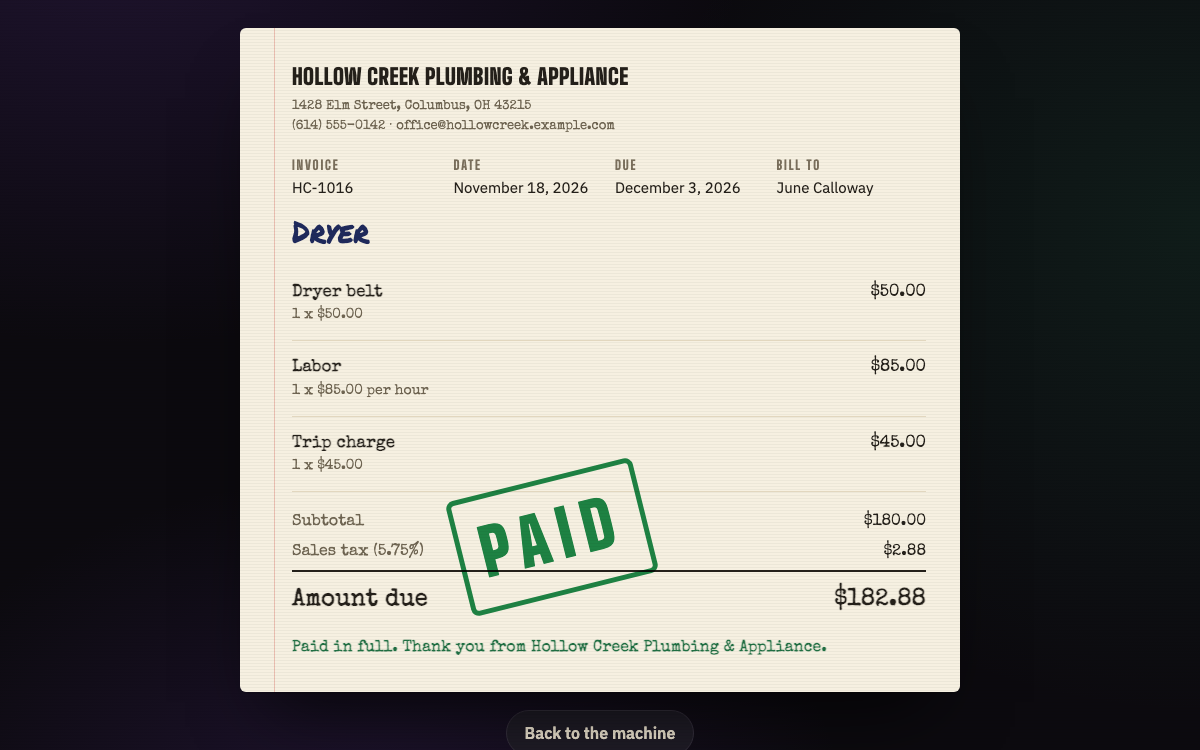 HOLLOW CREEK PLUMBING & APPLIANCE
1428 Elm Street, Columbus, OH 43215
(614) 555-0142 · office@hollowcreek.example.com
INVOICE DATE DUE BILL TO
HC-1016 November 18, 2026 December 3, 2026 June Calloway
DRYER
Dryer belt $50.00
1 x $50.00
Labor $85.00
1 x $85.00 per hour
Trip charge $45.00
1 x $45.00
Subtotal $180.00
Sales tax (5.75%) $2.88
PAID
Amount due $182.88
Paid in full. Thank you from Hollow Creek Plumbing & Appliance.
Back to the machine